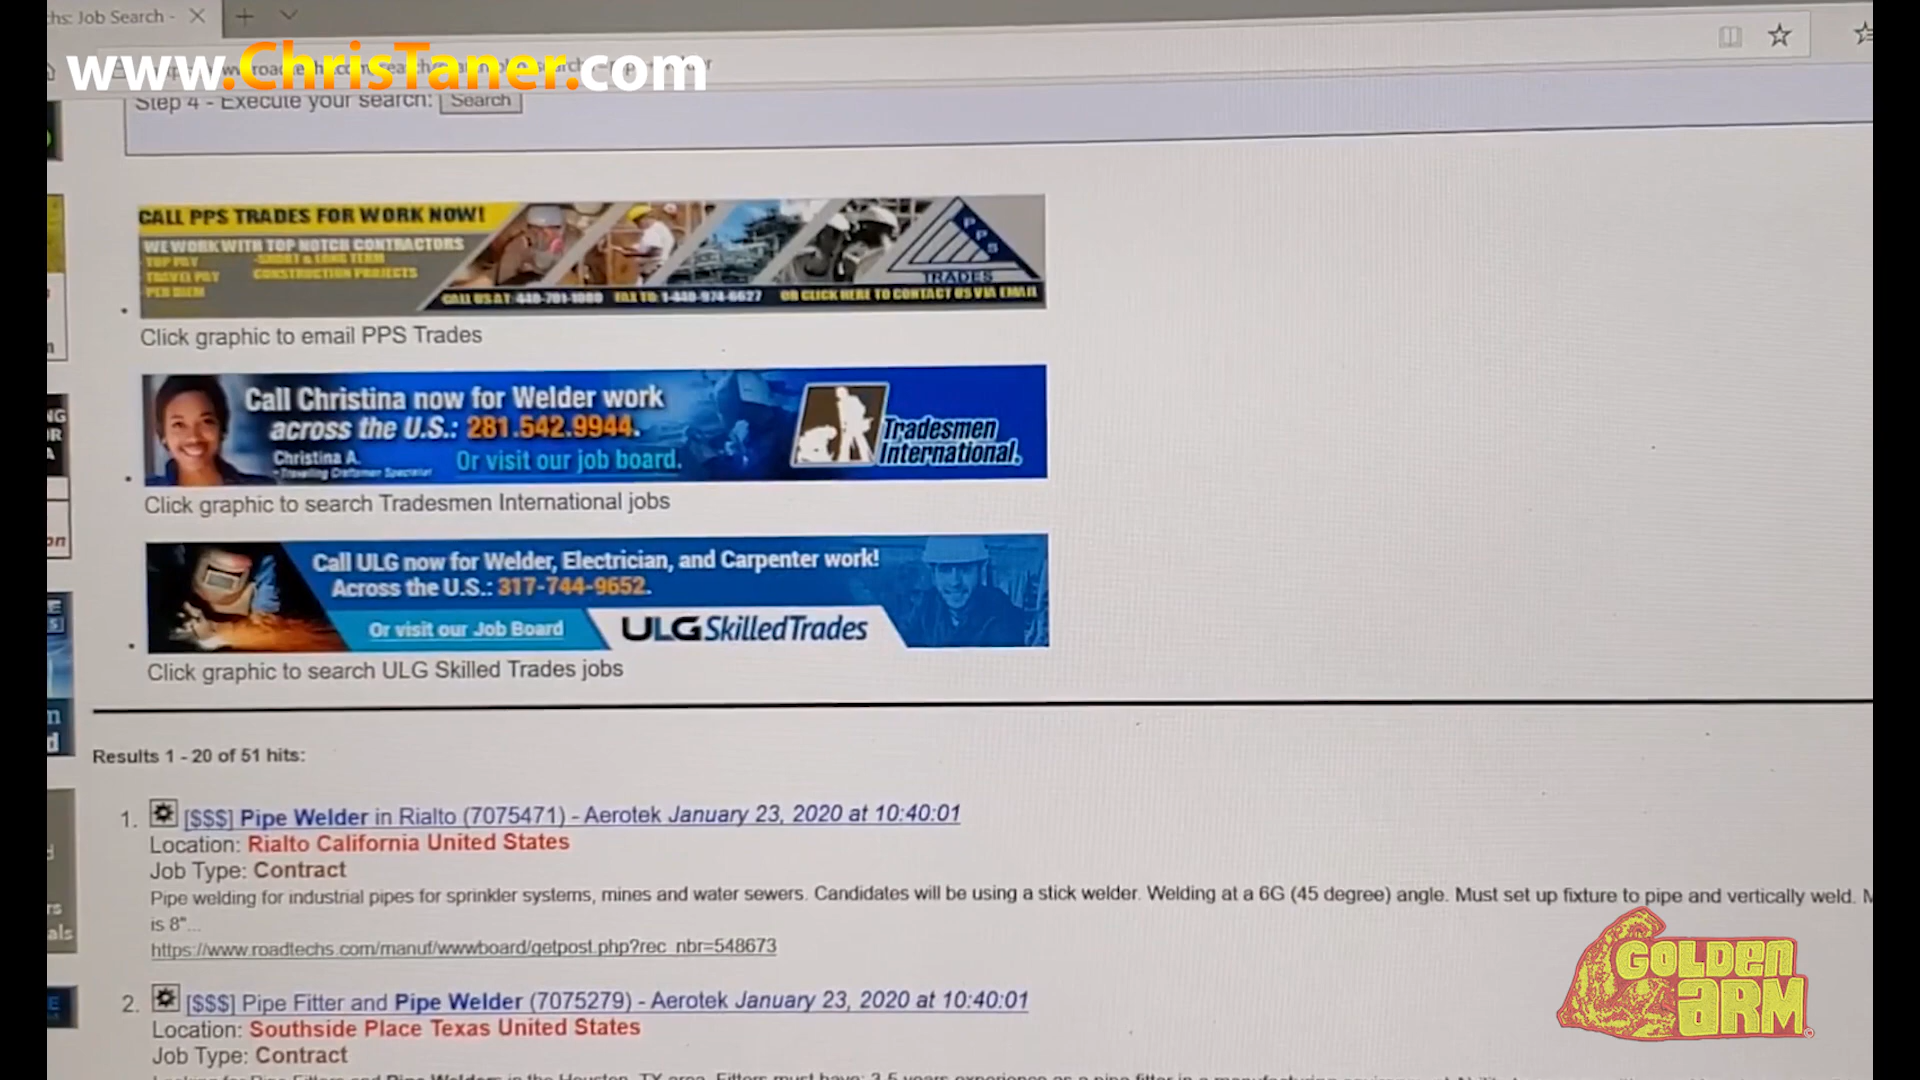 hs: Job Search -
www.ChrisTaner.com
Step 4 - Execute your search: Search
CALL PPS TRADES FOR WORK NOW!
WE WORK WITH TOP NOTCH CONTRACTORS
TOP PAY
-SHORT & LONG TERM
TRAVEL PAY
CONSTRUCTION PROJECTS
PER DIEM
PPS
TRADES
CALL US AT: 440-701-1000 FAX TO: 1-440-974-6627 OR CLICK HERE TO CONTACT US VIA EMAIL
Click graphic to email PPS Trades
Call Christina now for Welder work
across the U.S.: 281.542.9944.
Christina A.
Or visit our job board.
Tradesmen
International.
Click graphic to search Tradesmen International jobs
Call ULG now for Welder, Electrician, and Carpenter work!
Across the U.S.: 317-744-9652.
Or visit our Job Board
ULG Skilled Trades
Click graphic to search ULG Skilled Trades jobs
Results 1 - 20 of 51 hits:
1. [$$$] Pipe Welder in Rialto (7075471) - Aerotek January 23, 2020 at 10:40:01
Location: Rialto California United States
Job Type: Contract
Pipe welding for industrial pipes for sprinkler systems, mines and water sewers. Candidates will be using a stick welder. Welding at a 6G (45 degree) angle. Must set up fixture to pipe and vertically weld. M
is 8"...
https://www.roadtechs.com/manuf/wwwboard/getpost.php?rec_nbr=548673
2. [$$$] Pipe Fitter and Pipe Welder (7075279) - Aerotek January 23, 2020 at 10:40:01
Location: Southside Place Texas United States
Job Type: Contract
GOLDEN
ARM